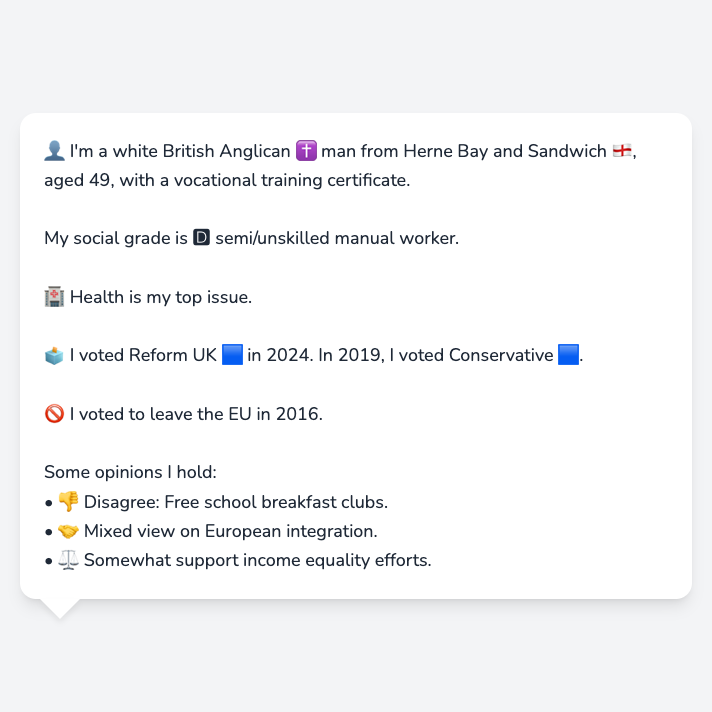 👤 I'm a white British Anglican ✝️ man from Herne Bay and Sandwich 🏴󠁧󠁢󠁥󠁮󠁧󠁿,
aged 49, with a vocational training certificate.
My social grade is 🅳 semi/unskilled manual worker.
🏥 Health is my top issue.
🗳️ I voted Reform UK 🟦 in 2024. In 2019, I voted Conservative 🟦.
🚫 I voted to leave the EU in 2016.
Some opinions I hold:
• 👎 Disagree: Free school breakfast clubs.
• 🤝 Mixed view on European integration.
• ⚖️ Somewhat support income equality efforts.